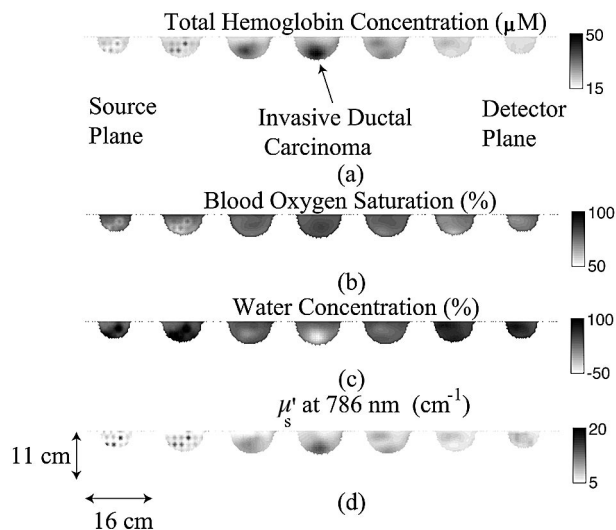 Total Hemoglobin Concentration (µM)
50
15
Source
Plane
Invasive Ductal
Carcinoma
Detector
Plane
(a)
Blood Oxygen Saturation (%)
100
50
(b)
Water Concentration (%)
100
-50
(c)
μs' at 786 nm (cm⁻¹)
20
5
11 cm
16 cm
(d)